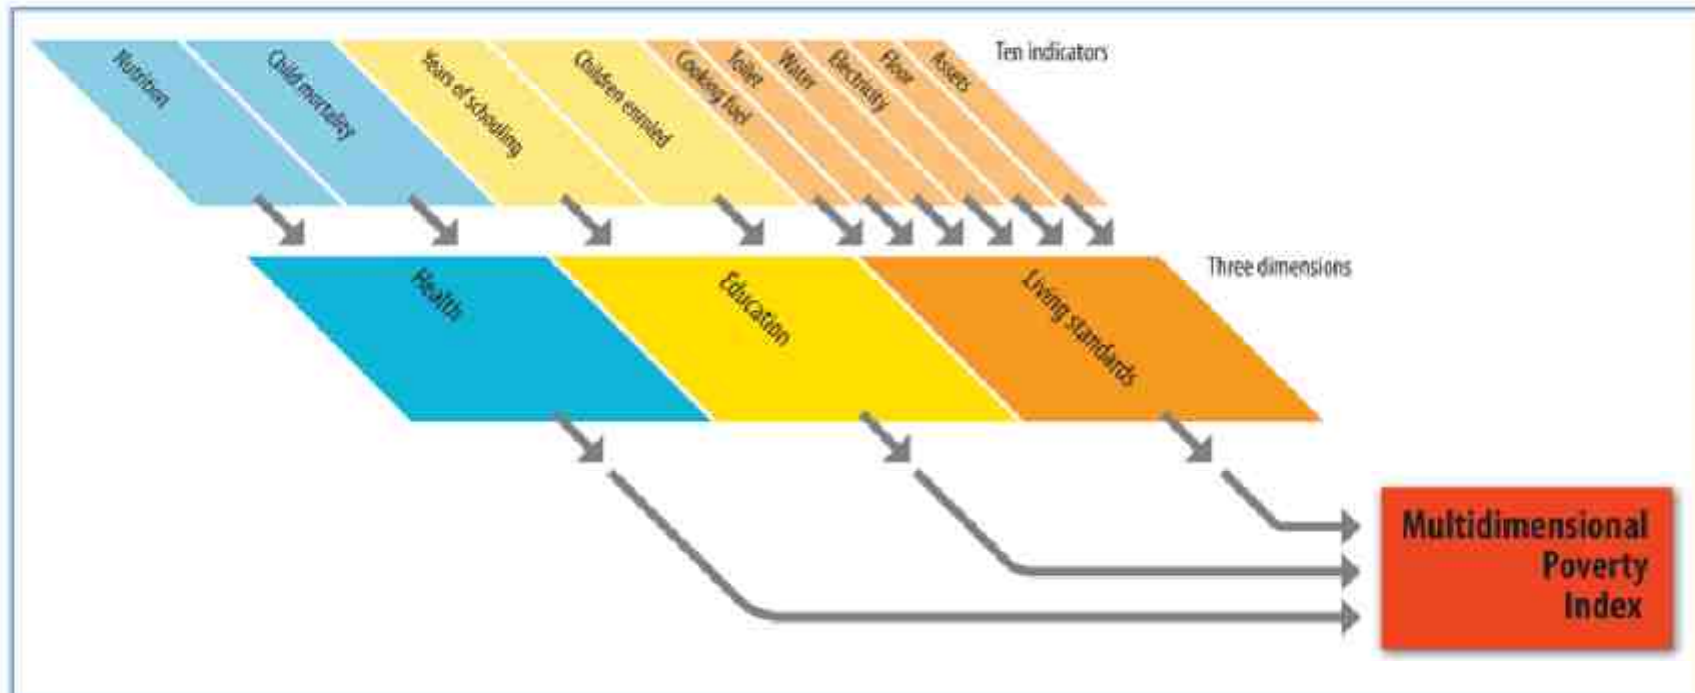 Nutrition
Child mortality
Years of schooling
Children enroled
Cooking fuel
Toilet
Water
Electricity
Floor
Assets
Ten indicators
Health
Education
Living standards
Three dimensions
Multidimensional
Poverty
Index